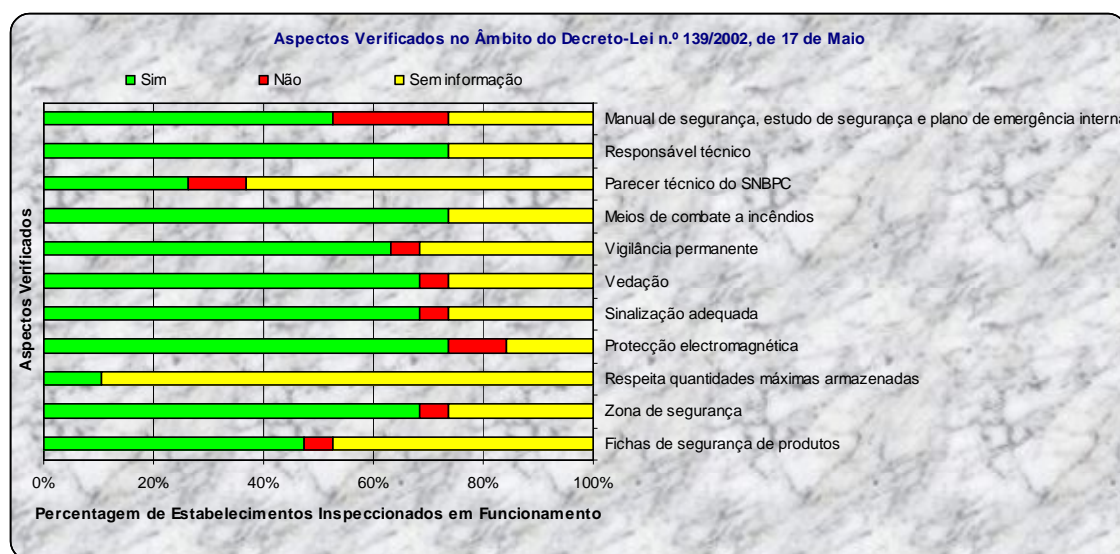 Aspectos Verificados no Âmbito do Decreto-Lei n.º 139/2002, de 17 de Maio
Sim Não Sem informação
Manual de segurança, estudo de segurança e plano de emergência interna
Responsável técnico
Parecer técnico do SNBPC
Meios de combate a incêndios
Vigilância permanente
Vedação
Sinalização adequada
Protecção electromagnética
Respeita quantidades máximas armazenadas
Zona de segurança
Fichas de segurança de produtos
Aspectos Verificados
0% 20% 40% 60% 80% 100%
Percentagem de Estabelecimentos Inspeccionados em Funcionamento